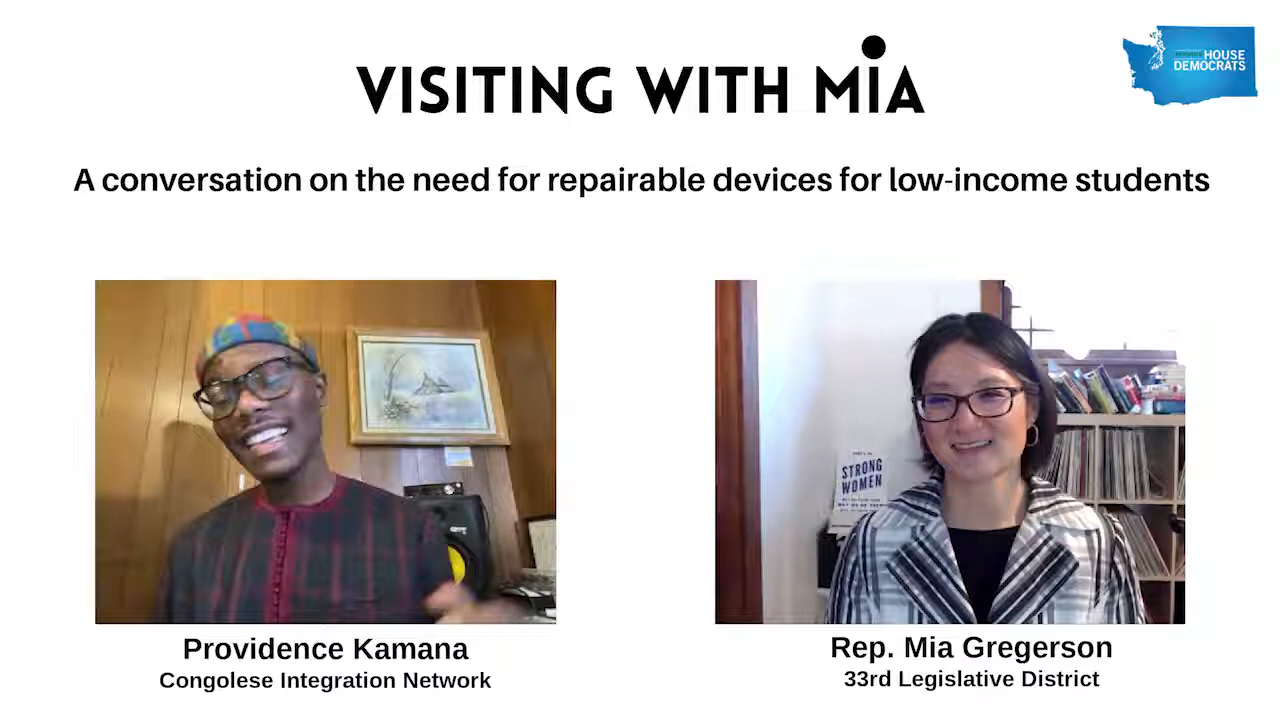 VISITING WITH MIA
HOUSE
DEMOCRATS
A conversation on the need for repairable devices for low-income students
STRONG
WOMEN
Providence Kamana
Congolese Integration Network
Rep. Mia Gregerson
33rd Legislative District